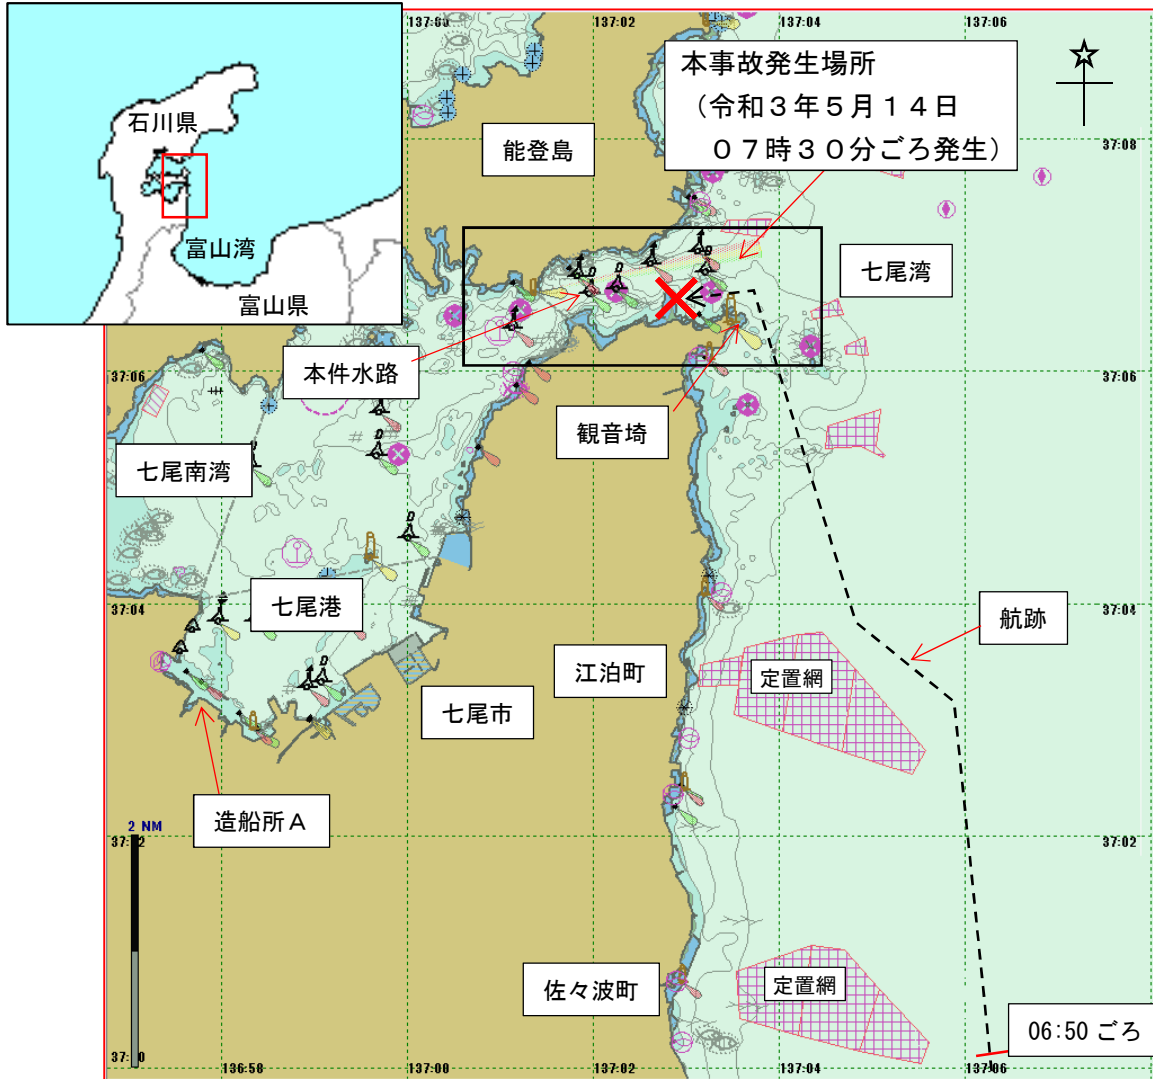 石川県
富山湾
富山県
137:00
137:02
137:04
137:06
本事故発生場所
（令和３年５月１４日
０７時３０分ごろ発生）
37:08
37:08
能登島
七尾湾
本件水路
観音埼
37:06
37:06
七尾南湾
D
D
D
D
D
D
七尾港
37:04
37:04
航跡
江泊町
定置網
七尾市
造船所Ａ
2 NM
37:02
佐々波町
定置網
06:50 ごろ
136:58
137:00
137:02
137:04
137:06